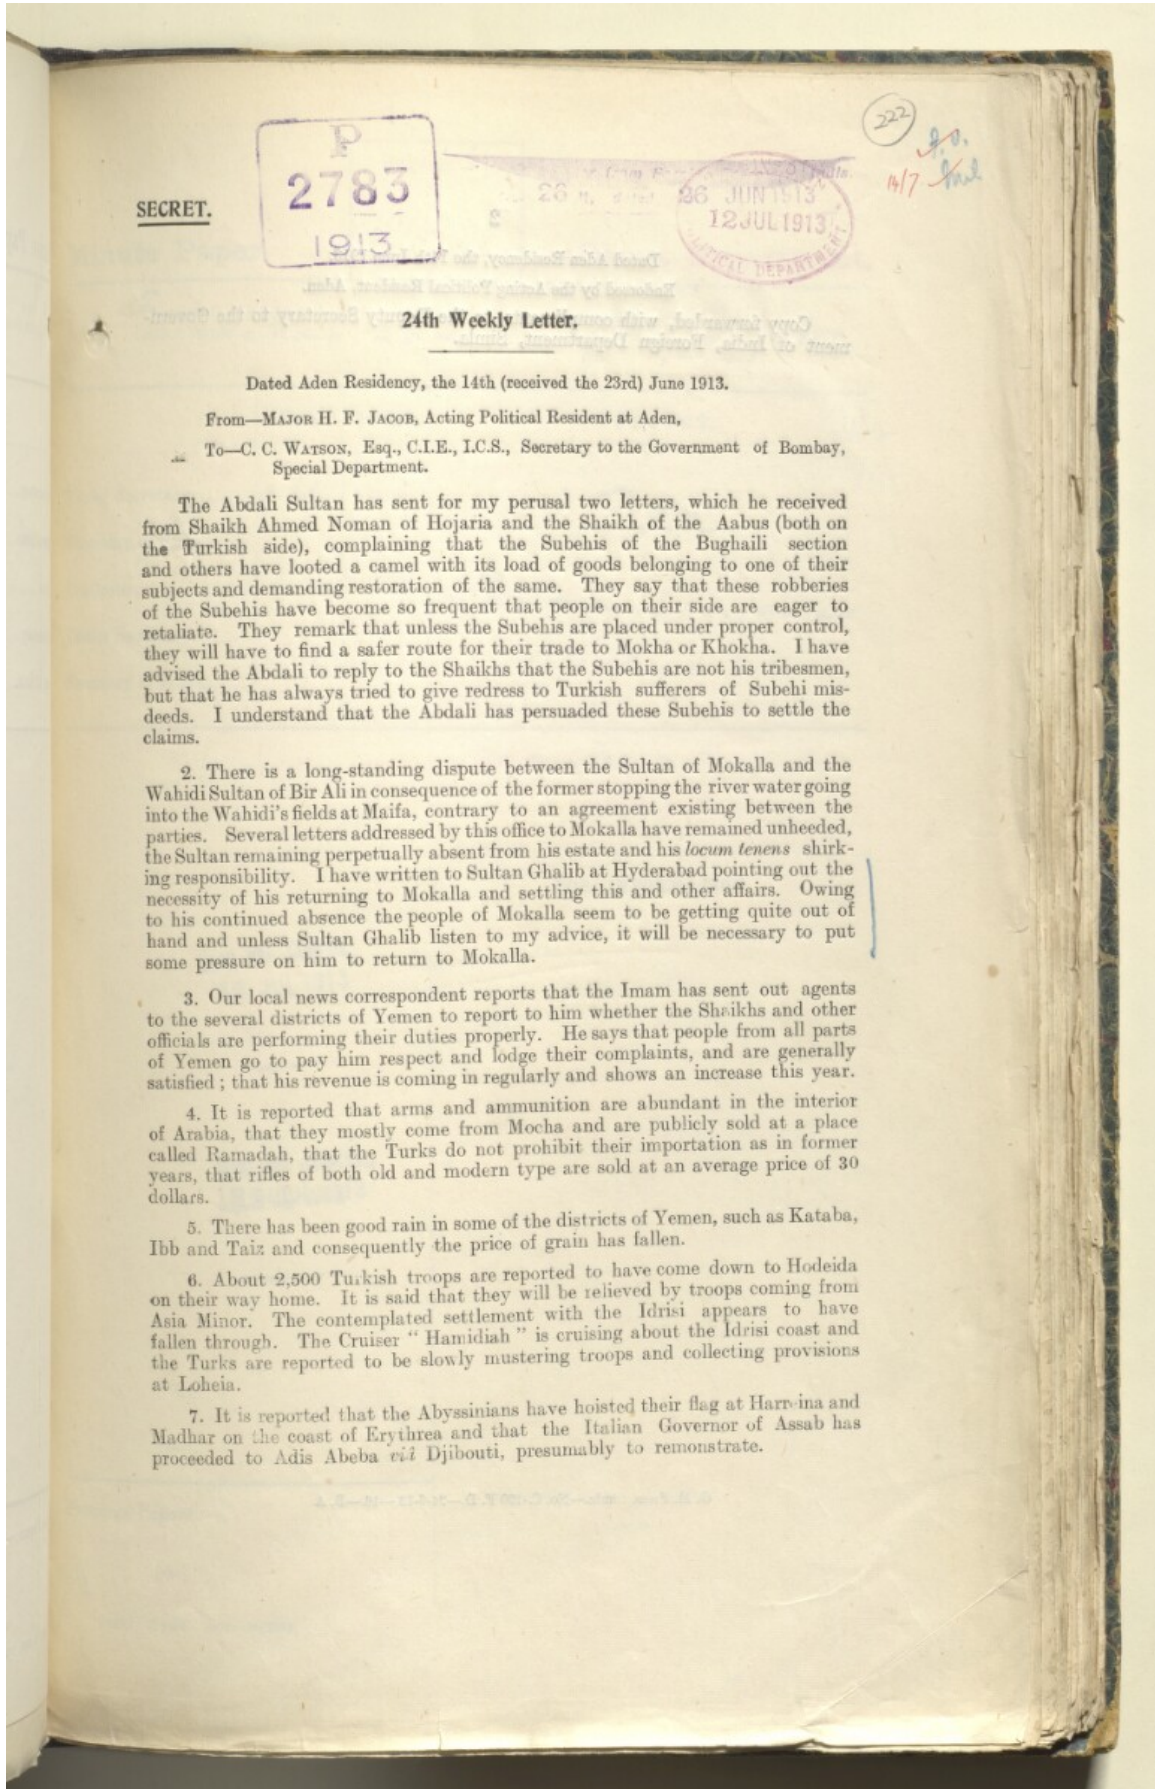 222
P
2783
1913
26
26 JUN 1913
12 JUL 1913
POLITICAL DEPARTMENT
14/7
SECRET.
24th Weekly Letter.
Dated Aden Residency, the 14th (received the 23rd) June 1913.
From—MAJOR H. F. JACOB, Acting Political Resident at Aden,
To—C. C. WATSON, Esq., C.I.E., I.C.S., Secretary to the Government of Bombay,
Special Department.
The Abdali Sultan has sent for my perusal two letters, which he received
from Shaikh Ahmed Noman of Hojaria and the Shaikh of the Aabus (both on
the Turkish side), complaining that the Subehis of the Bughaili section
and others have looted a camel with its load of goods belonging to one of their
subjects and demanding restoration of the same. They say that these robberies
of the Subehis have become so frequent that people on their side are eager to
retaliate. They remark that unless the Subehis are placed under proper control,
they will have to find a safer route for their trade to Mokha or Khokha. I have
advised the Abdali to reply to the Shaikhs that the Subehis are not his tribesmen,
but that he has always tried to give redress to Turkish sufferers of Subehi mis-
deeds. I understand that the Abdali has persuaded these Subehis to settle the
claims.
2. There is a long-standing dispute between the Sultan of Mokalla and the
Wahidi Sultan of Bir Ali in consequence of the former stopping the river water going
into the Wahidi's fields at Maifa, contrary to an agreement existing between the
parties. Several letters addressed by this office to Mokalla have remained unheeded,
the Sultan remaining perpetually absent from his estate and his locum tenens shirk-
ing responsibility. I have written to Sultan Ghalib at Hyderabad pointing out the
necessity of his returning to Mokalla and settling this and other affairs. Owing
to his continued absence the people of Mokalla seem to be getting quite out of
hand and unless Sultan Ghalib listen to my advice, it will be necessary to put
some pressure on him to return to Mokalla.
3. Our local news correspondent reports that the Imam has sent out agents
to the several districts of Yemen to report to him whether the Shaikhs and other
officials are performing their duties properly. He says that people from all parts
of Yemen go to pay him respect and lodge their complaints, and are generally
satisfied ; that his revenue is coming in regularly and shows an increase this year.
4. It is reported that arms and ammunition are abundant in the interior
of Arabia, that they mostly come from Mocha and are publicly sold at a place
called Ramadah, that the Turks do not prohibit their importation as in former
years, that rifles of both old and modern type are sold at an average price of 30
dollars.
5. There has been good rain in some of the districts of Yemen, such as Kataba,
Ibb and Taiz and consequently the price of grain has fallen.
6. About 2,500 Turkish troops are reported to have come down to Hodeida
on their way home. It is said that they will be relieved by troops coming from
Asia Minor. The contemplated settlement with the Idrisi appears to have
fallen through. The Cruiser " Hamidiah " is cruising about the Idrisi coast and
the Turks are reported to be slowly mustering troops and collecting provisions
at Loheia.
7. It is reported that the Abyssinians have hoisted their flag at and
Madhar on the coast of Erythrea and that the Italian Governor of Assab has
proceeded to Adis Abeba viâ Djibouti, presumably to remonstrate.